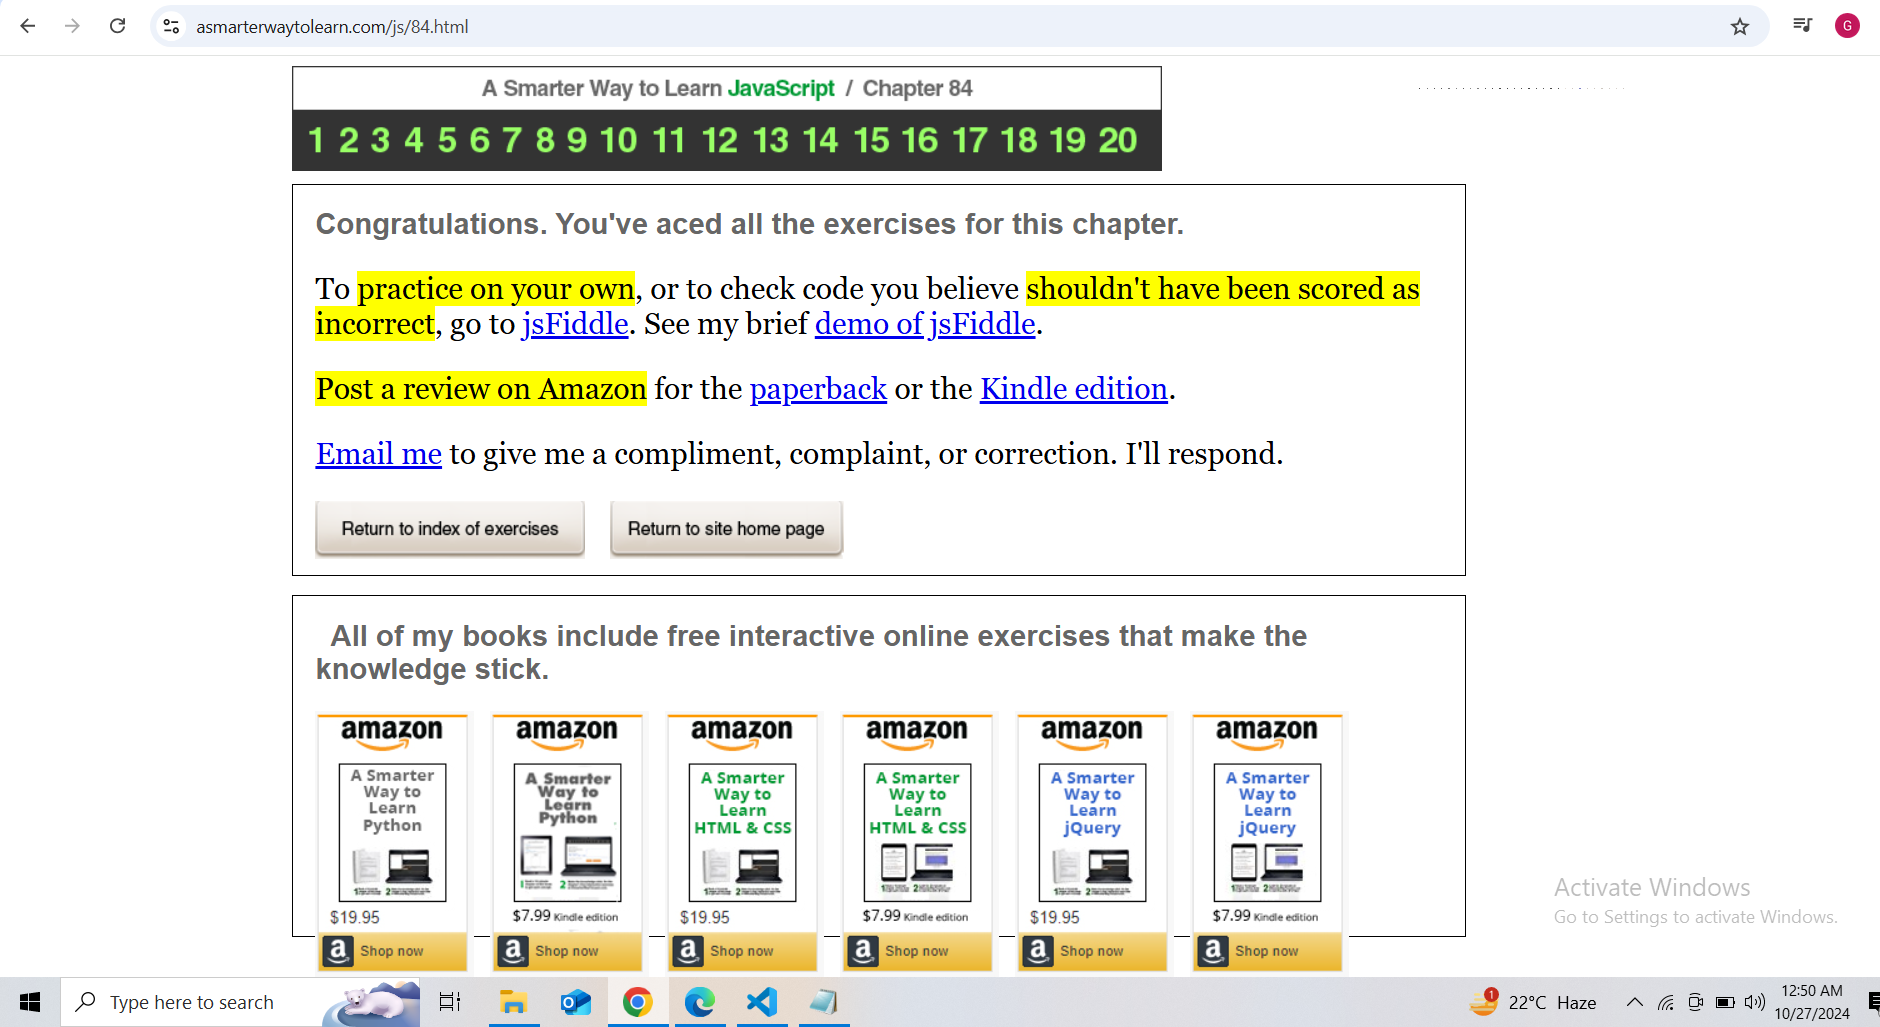 asmarterwaytolearn.com/js/84.html
G
A Smarter Way to Learn JavaScript / Chapter 84
1 2 3 4 5 6 7 8 9 10 11 12 13 14 15 16 17 18 19 20
Congratulations. You've aced all the exercises for this chapter.
To practice on your own, or to check code you believe shouldn't have been scored as
incorrect, go to jsFiddle. See my brief demo of jsFiddle.
Post a review on Amazon for the paperback or the Kindle edition.
Email me to give me a compliment, complaint, or correction. I'll respond.
Return to index of exercises Return to site home page
All of my books include free interactive online exercises that make the
knowledge stick.
amazon amazon amazon amazon amazon amazon
A Smarter
Way to
Learn
Python
A Smarter
Way to
Learn
Python
A Smarter
Way to
Learn
HTML & CSS
A Smarter
Way to
Learn
HTML & CSS
A Smarter
Way to
Learn
jQuery
A Smarter
Way to
Learn
jQuery
$19.95 $7.99 Kindle edition $19.95 $7.99 Kindle edition $19.95 $7.99 Kindle edition
a Shop now a Shop now a Shop now a Shop now a Shop now a Shop now
Activate Windows
Go to Settings to activate Windows.
Type here to search
1
22°C Haze
12:50 AM
10/27/2024